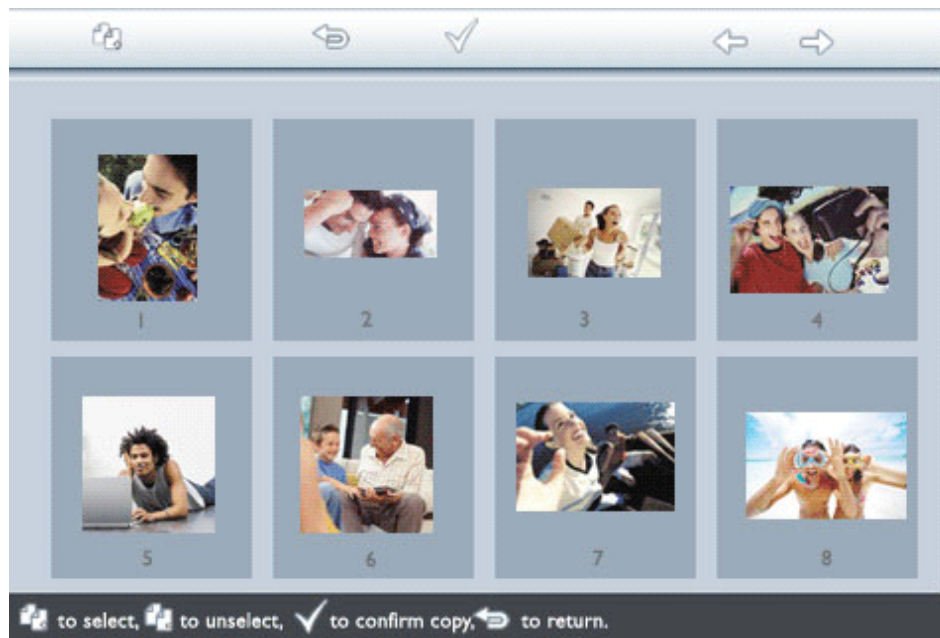 1 2 3 4
5 6 7 8
to select, to unselect, to confirm copy, to return.